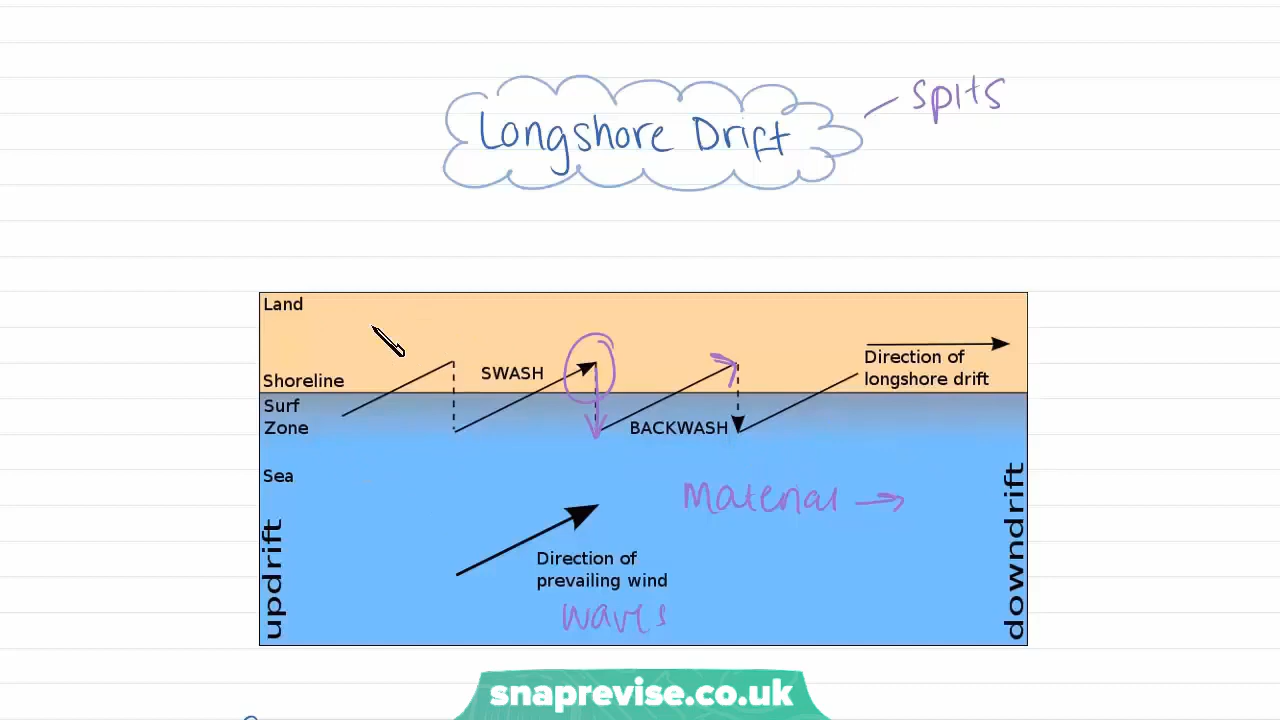 spits
Longshore Drift
Land
SWASH
Direction of
longshore drift
Shoreline
Surf
Zone
BACKWASH
Sea
Material
Direction of
prevailing wind
waves
updrift
downdrift
snaprevise.co.uk